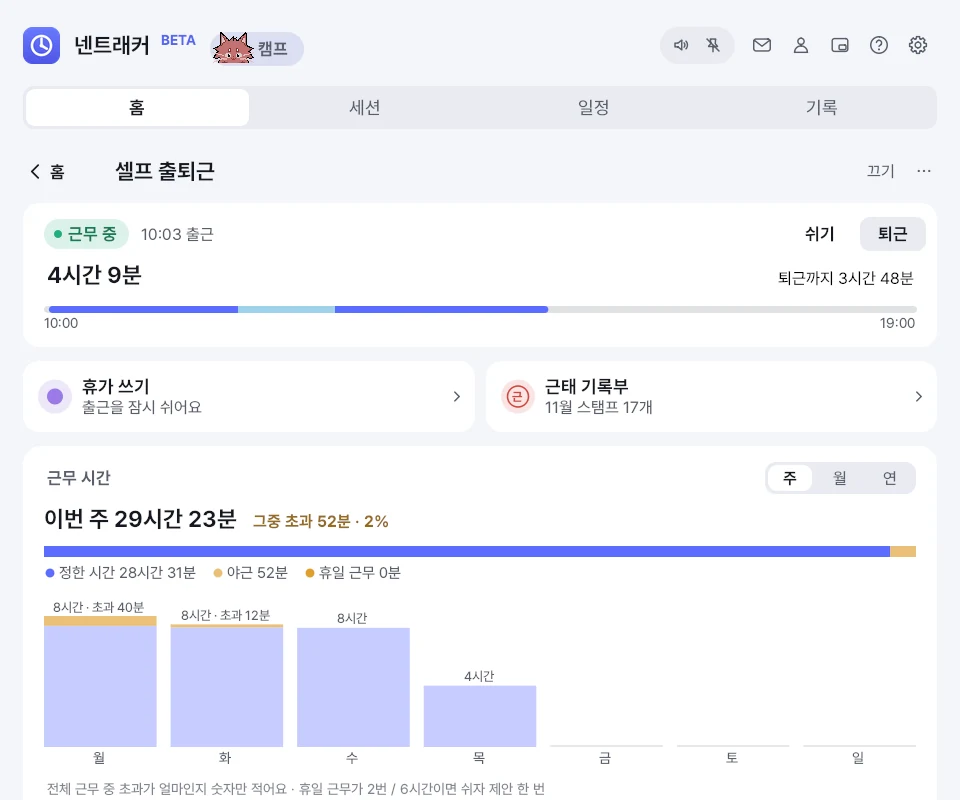 넨트래커 BETA 캠프
홈 세션 일정 기록
홈 셀프 출퇴근 끄기 ···
근무 중 10:03 출근 쉬기 퇴근
4시간 9분 퇴근까지 3시간 48분
10:00 19:00
휴가 쓰기
출근을 잠시 쉬어요
근
근태 기록부
11월 스탬프 17개
근무 시간 주 월 연
이번 주 29시간 23분 그중 초과 52분 · 2%
정한 시간 28시간 31분 야근 52분 휴일 근무 0분
8시간 · 초과 40분 8시간 · 초과 12분 8시간 4시간
월 화 수 목 금 토 일
전체 근무 중 초과가 얼마인지 숫자만 적어요 · 휴일 근무가 2번 / 6시간이면 쉬자 제안 한 번